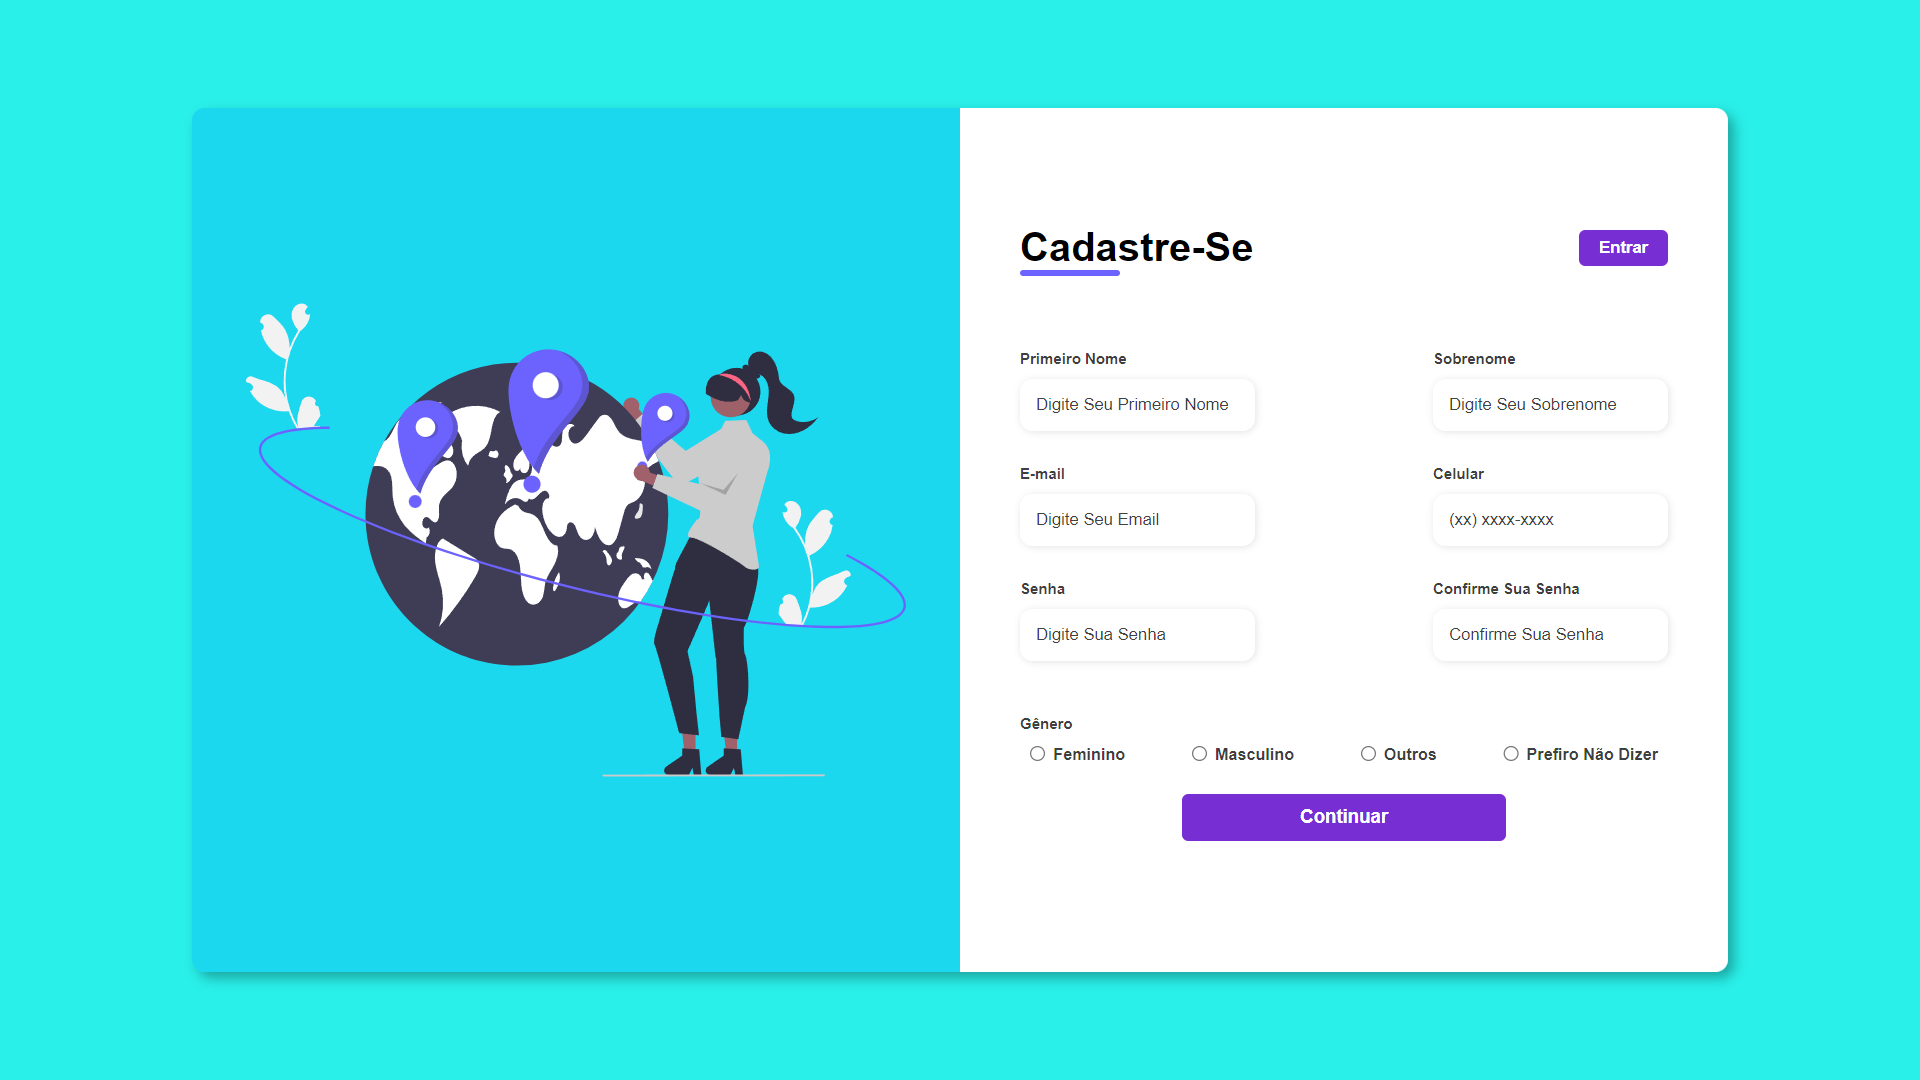 Cadastre-Se
Entrar
Primeiro Nome
Sobrenome
Digite Seu Primeiro Nome
Digite Seu Sobrenome
E-mail
Celular
Digite Seu Email
(xx) xxxx-xxxx
Senha
Confirme Sua Senha
Digite Sua Senha
Confirme Sua Senha
Gênero
Feminino Masculino Outros Prefiro Não Dizer
Continuar